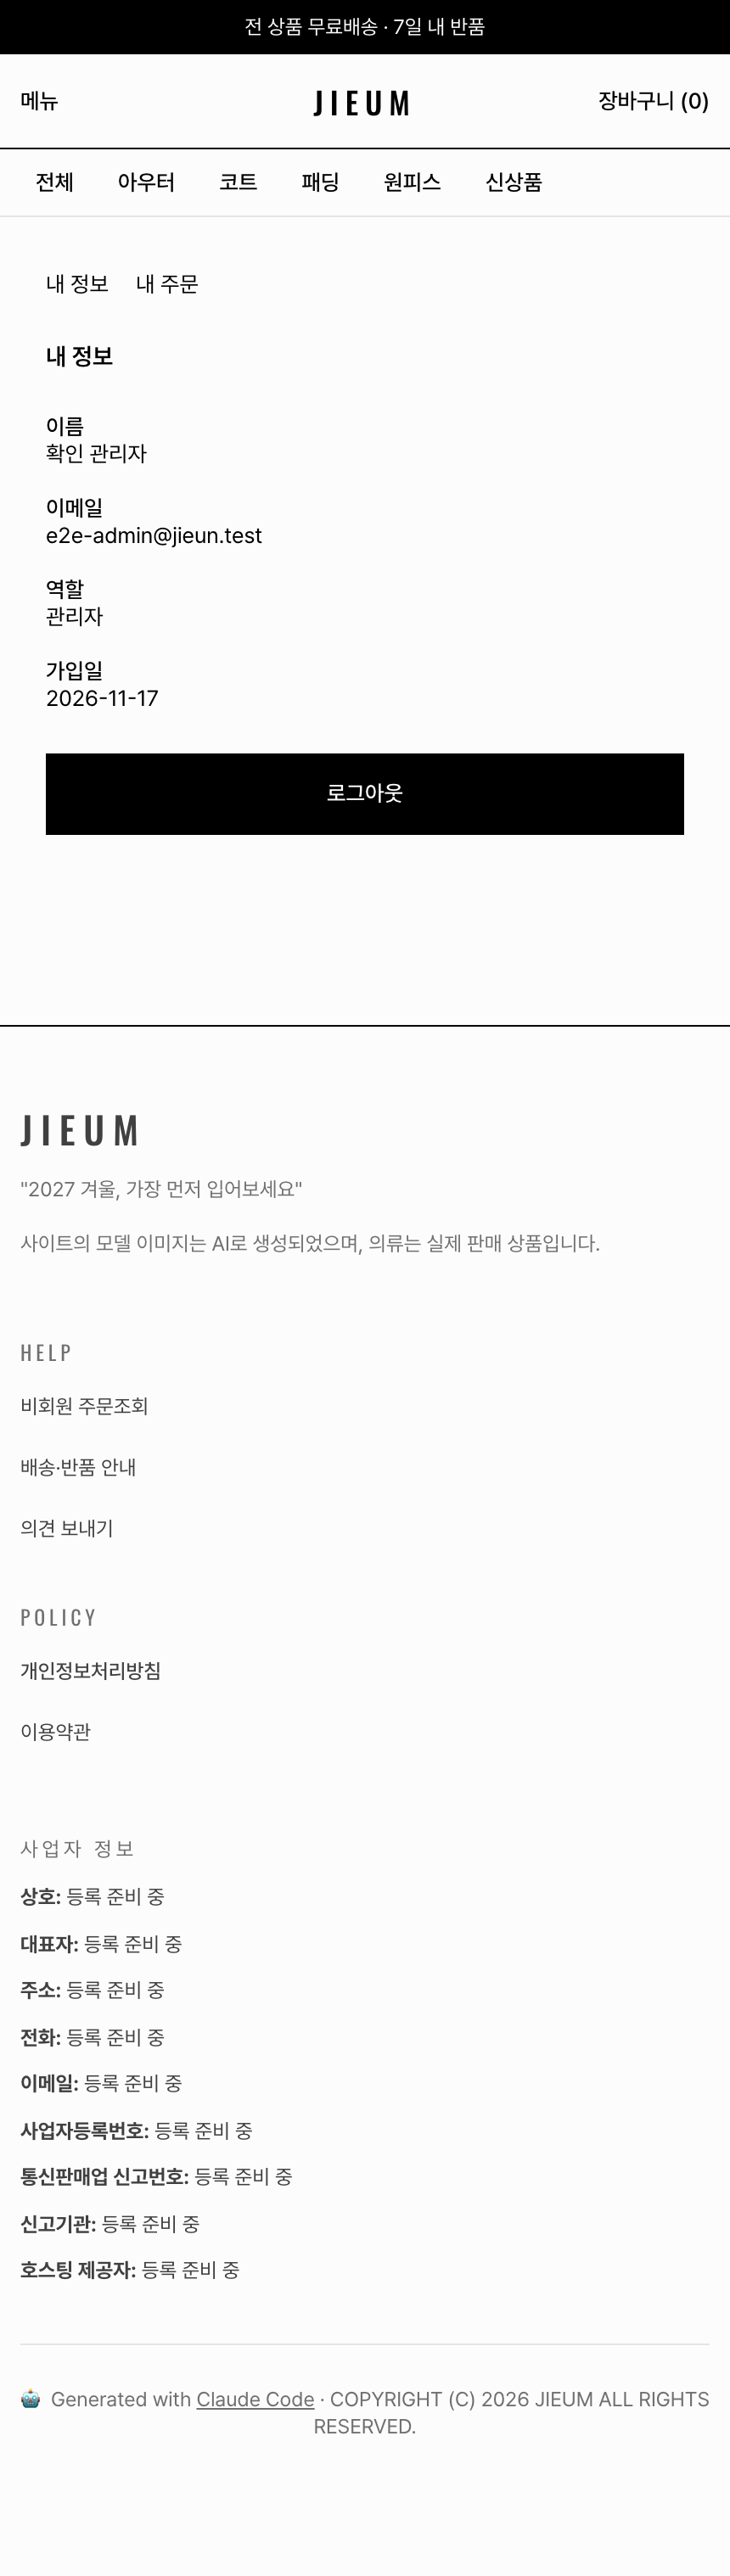 전 상품 무료배송 · 7일 내 반품
메뉴
JIEUM
장바구니 (0)
전체 아우터 코트 패딩 원피스 신상품
내 정보 내 주문
내 정보
이름
확인 관리자
이메일
e2e-admin@jieun.test
역할
관리자
가입일
2026-11-17
로그아웃
JIEUM
"2027 겨울, 가장 먼저 입어보세요"
사이트의 모델 이미지는 AI로 생성되었으며, 의류는 실제 판매 상품입니다.
HELP
비회원 주문조회
배송·반품 안내
의견 보내기
POLICY
개인정보처리방침
이용약관
사업자 정보
상호: 등록 준비 중
대표자: 등록 준비 중
주소: 등록 준비 중
전화: 등록 준비 중
이메일: 등록 준비 중
사업자등록번호: 등록 준비 중
통신판매업 신고번호: 등록 준비 중
신고기관: 등록 준비 중
호스팅 제공자: 등록 준비 중
🤖 Generated with Claude Code · COPYRIGHT (C) 2026 JIEUM ALL RIGHTS
RESERVED.